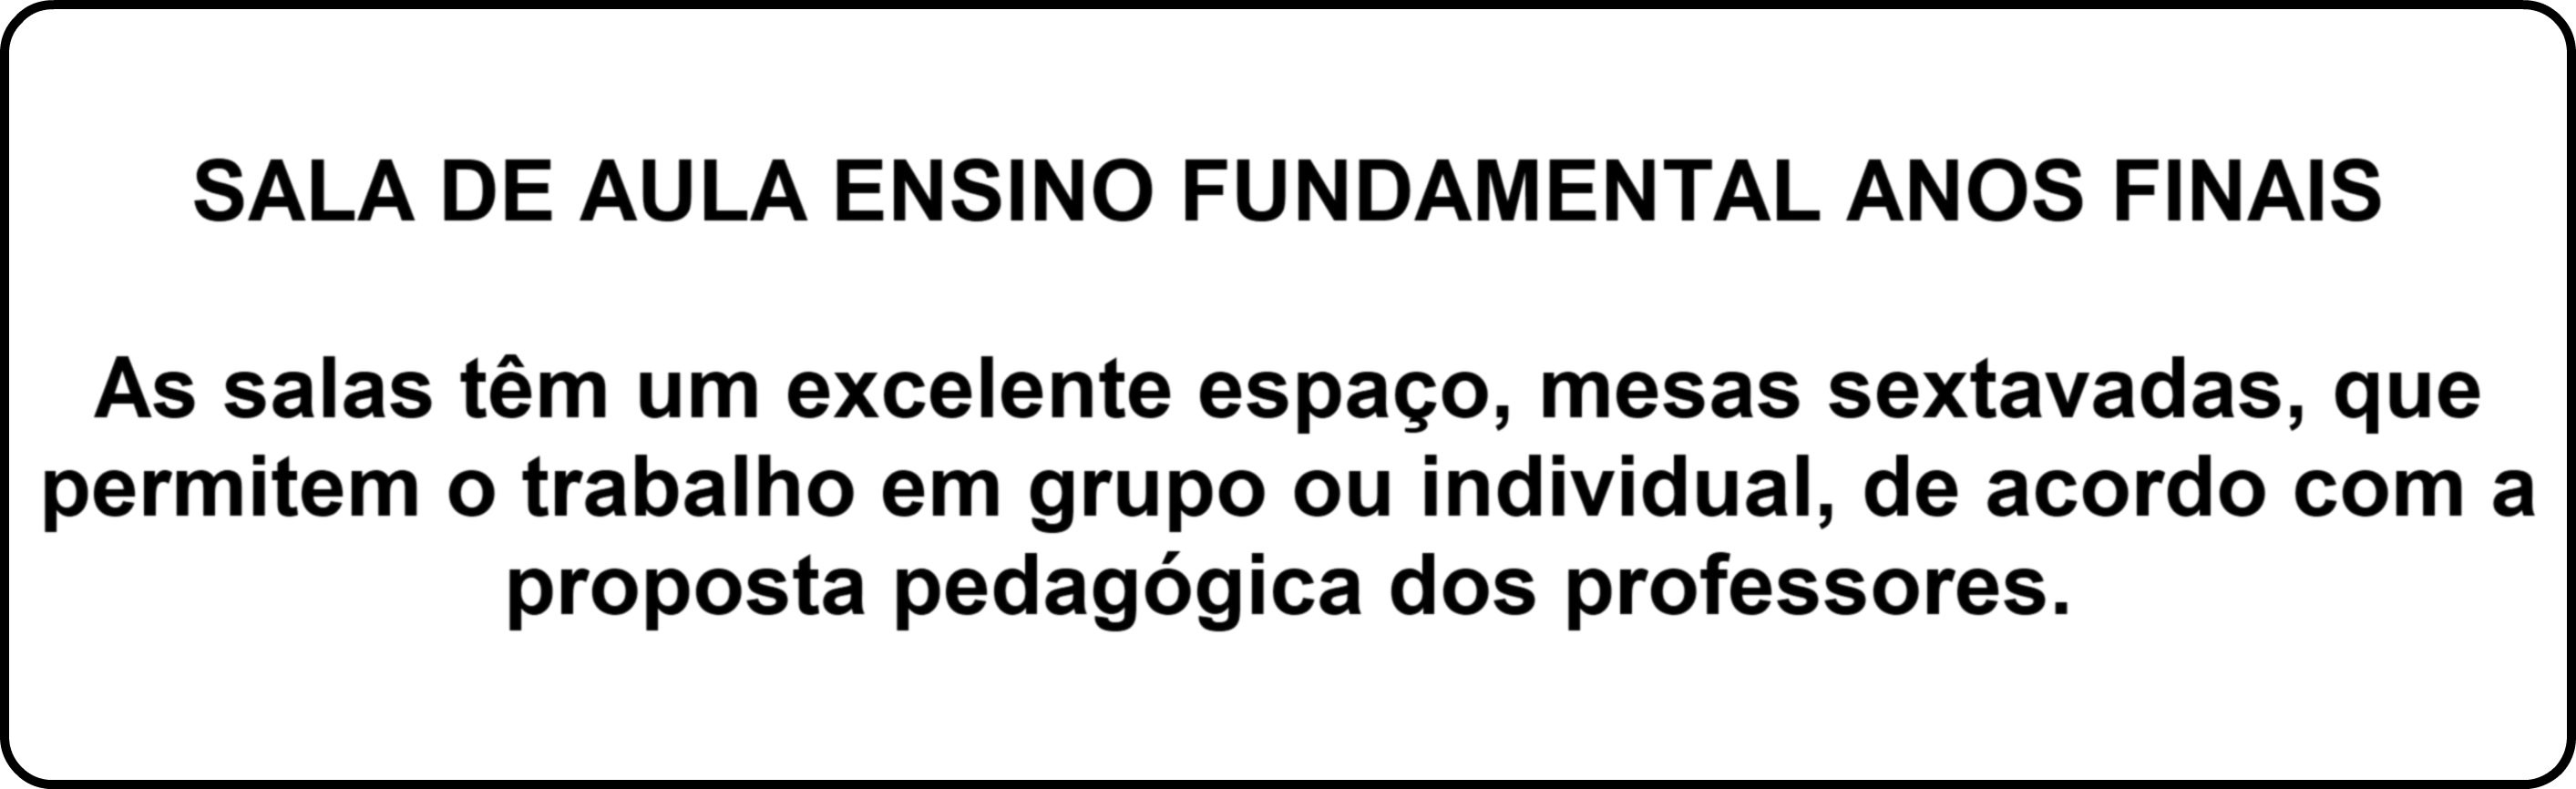 SALA DE AULA ENSINO FUNDAMENTAL ANOS FINAIS
As salas têm um excelente espaço, mesas sextavadas, que
permitem o trabalho em grupo ou individual, de acordo com a
proposta pedagógica dos professores.